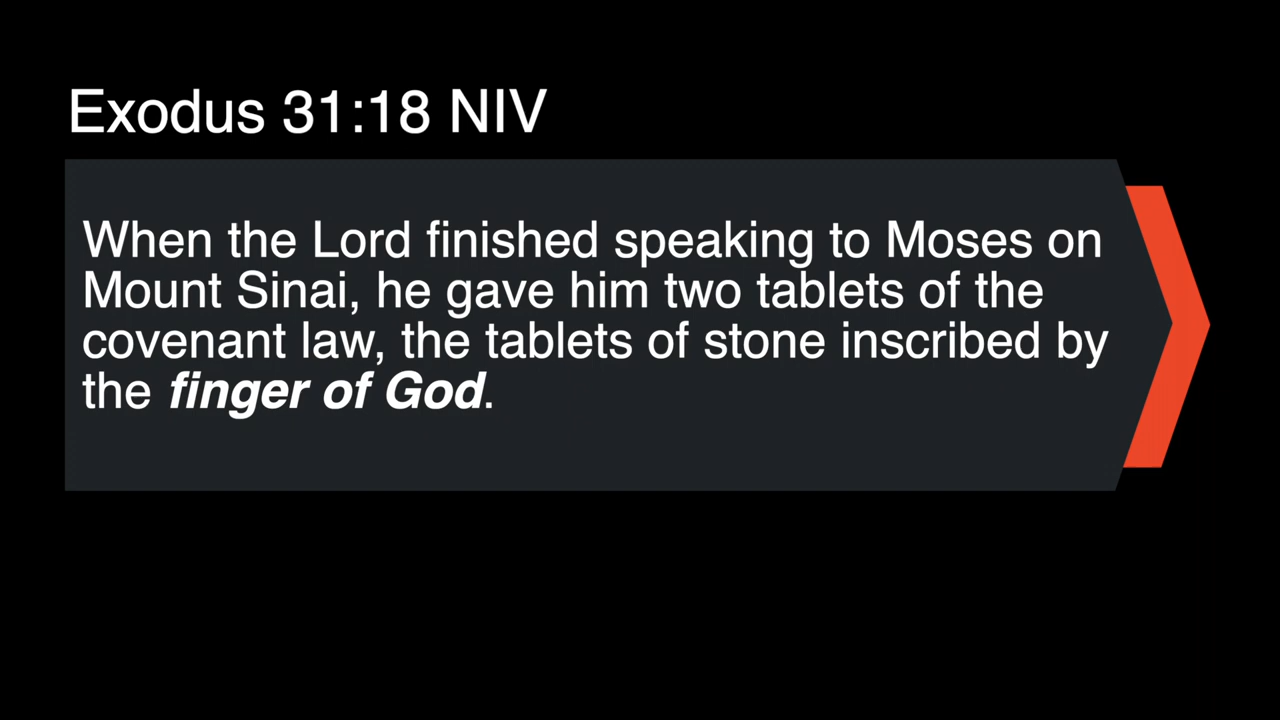 Exodus 31:18 NIV
When the Lord finished speaking to Moses on
Mount Sinai, he gave him two tablets of the
covenant law, the tablets of stone inscribed by
the finger of God.